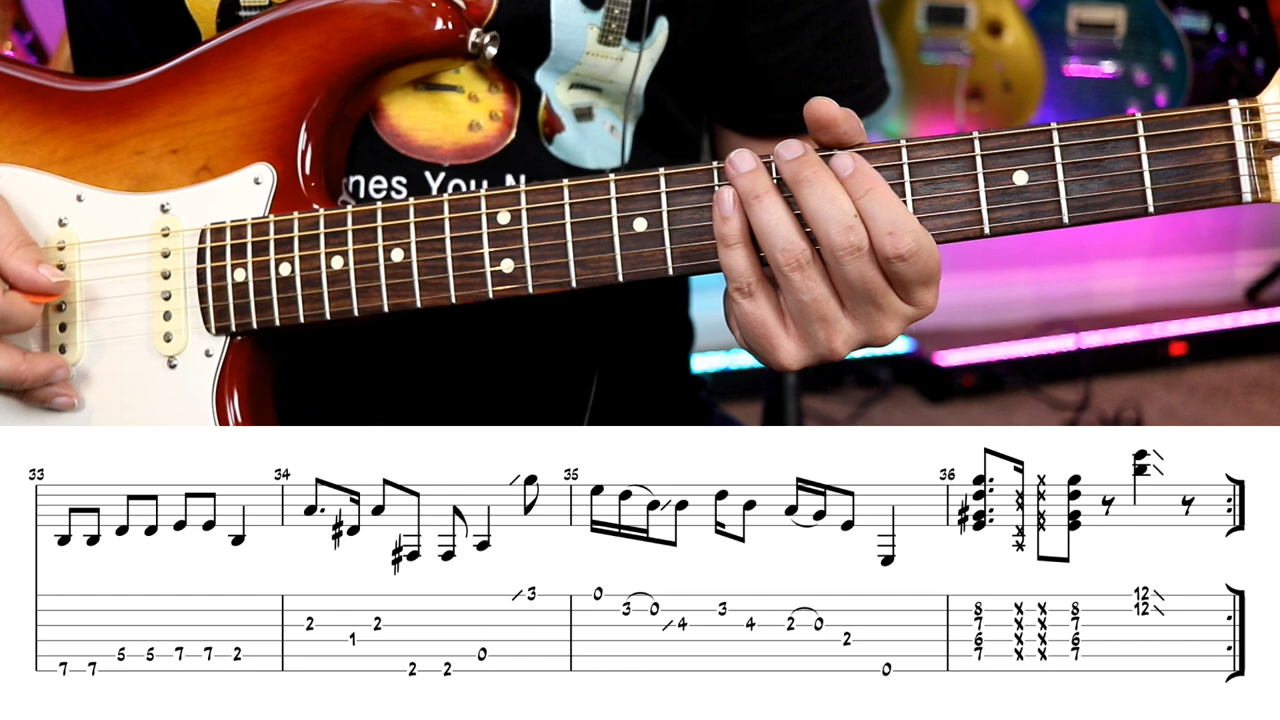 nes You N
33 34 35 36
3 0 12
3 0 3 8 8 12
2 2 4 4 2 0 7 x x 7
1 2 6 x x 6
5 5 7 7 2 0 7 x x 7
7 7 2 2 0